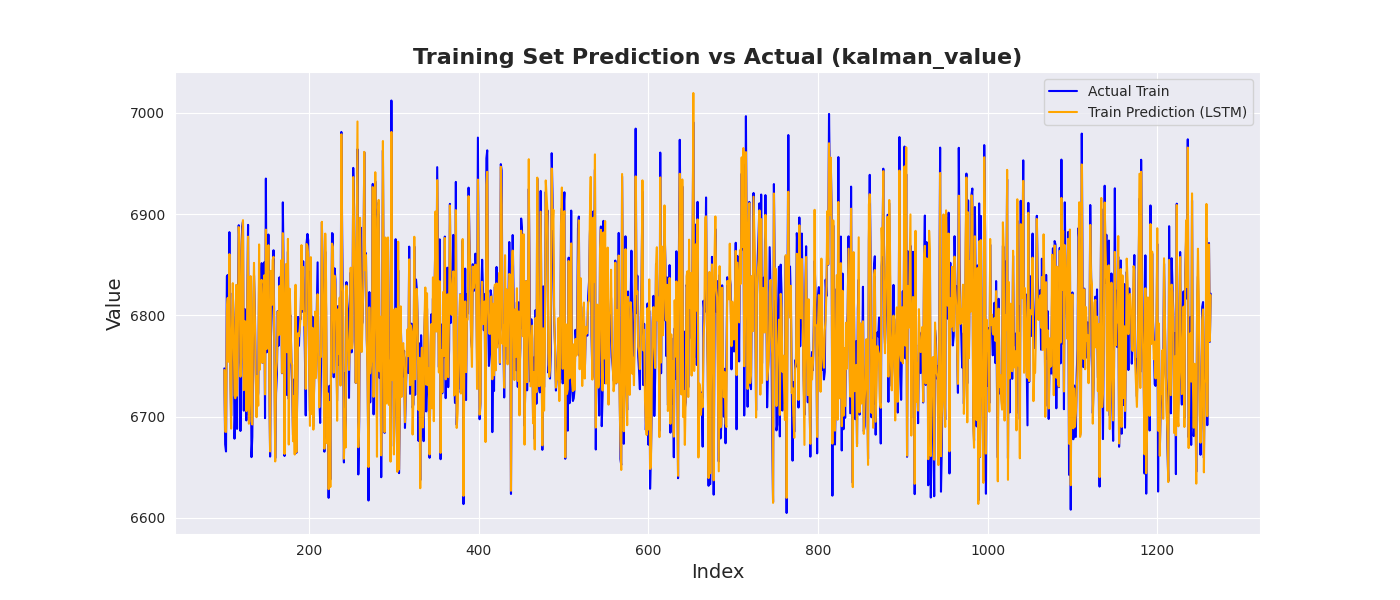 Training Set Prediction vs Actual (kalman_value)
Actual Train
Train Prediction (LSTM)
Value
7000
6900
6800
6700
6600
200
400
600
800
1000
1200
Index